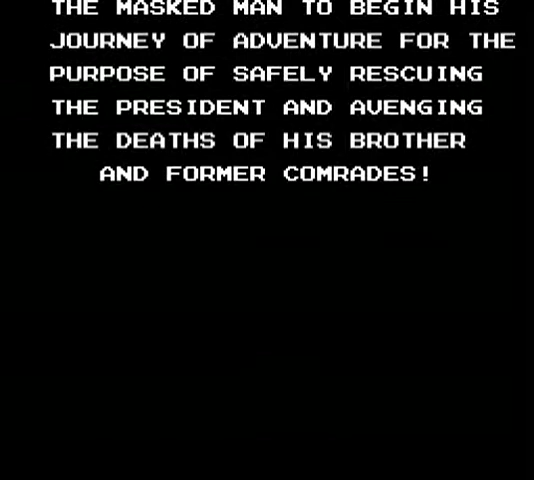 THE MASKED MAN TO BEGIN HIS
JOURNEY OF ADVENTURE FOR THE
PURPOSE OF SAFELY RESCUING
THE PRESIDENT AND AVENGING
THE DEATHS OF HIS BROTHER
AND FORMER COMRADES!